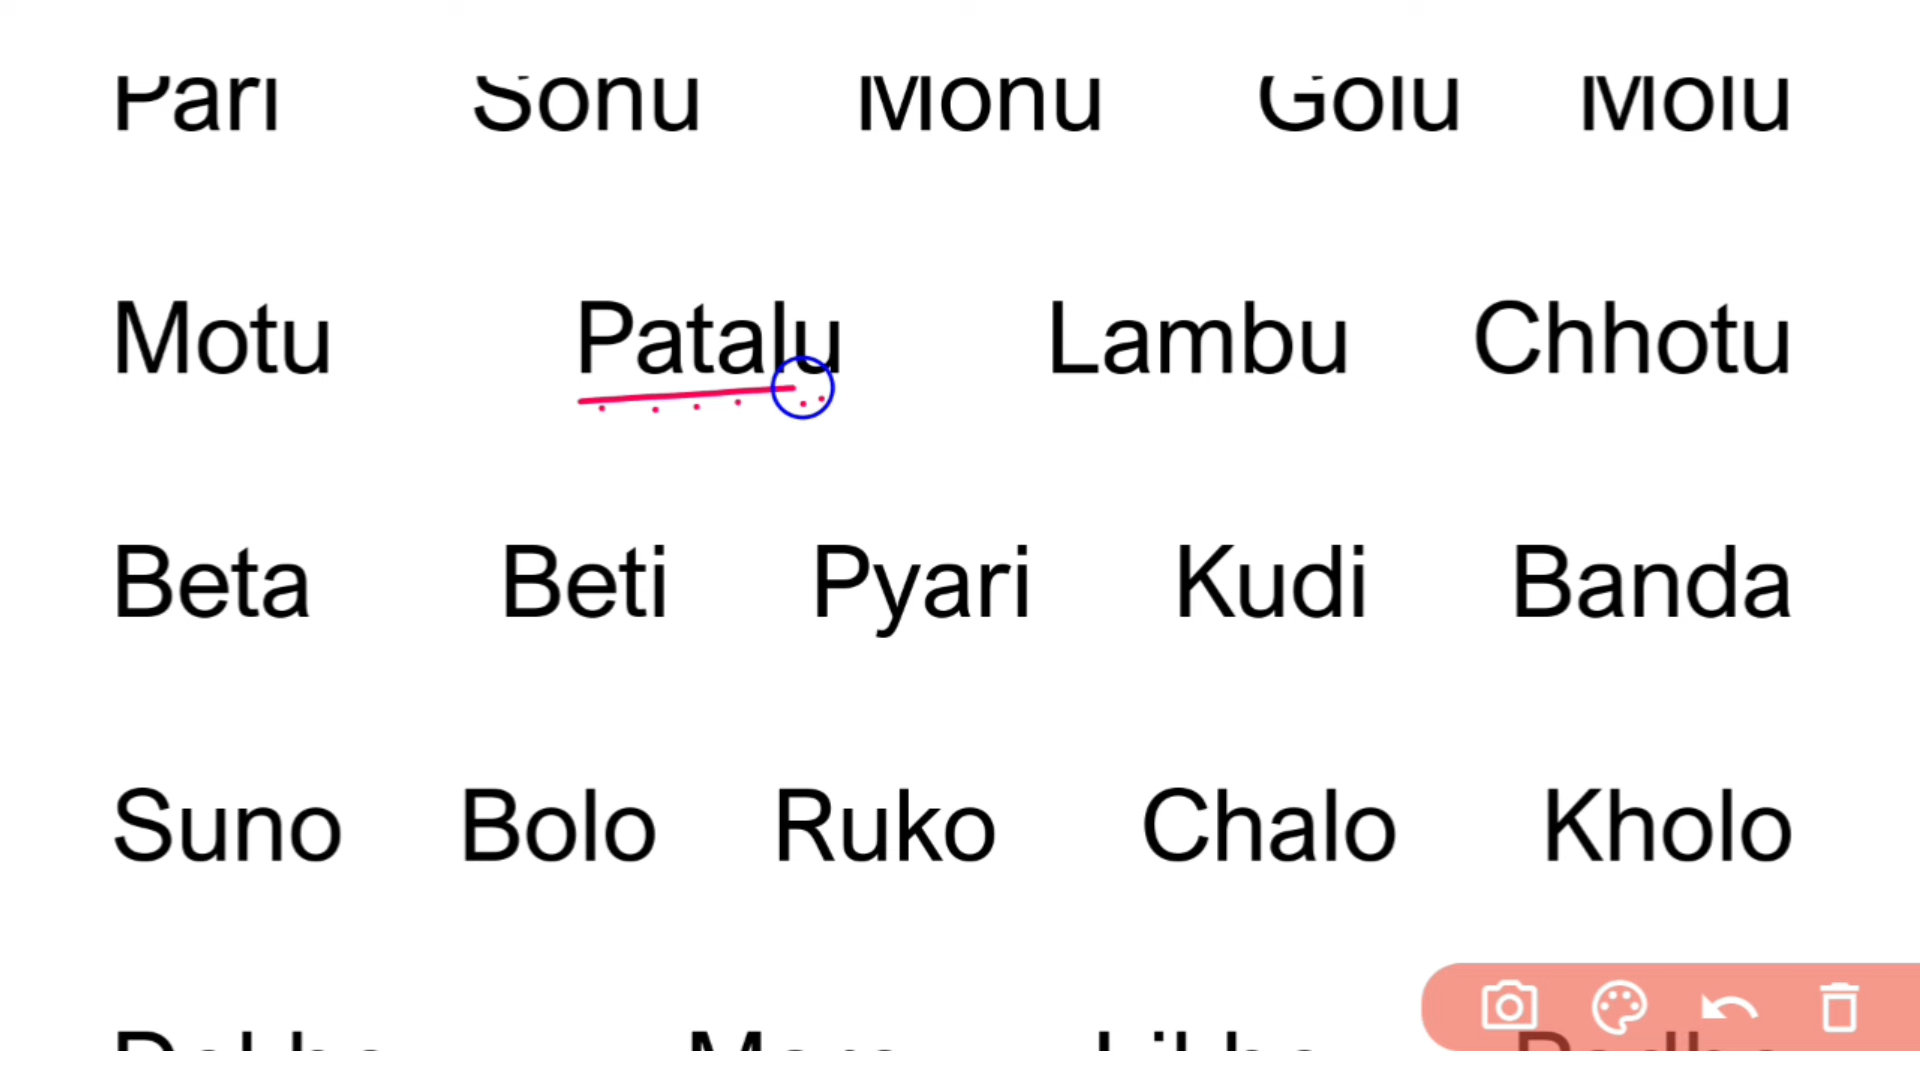 Pari Sonu Monu Golu Molu
Motu Patalu Lambu Chhotu
Beta Beti Pyari Kudi Banda
Suno Bolo Ruko Chalo Kholo